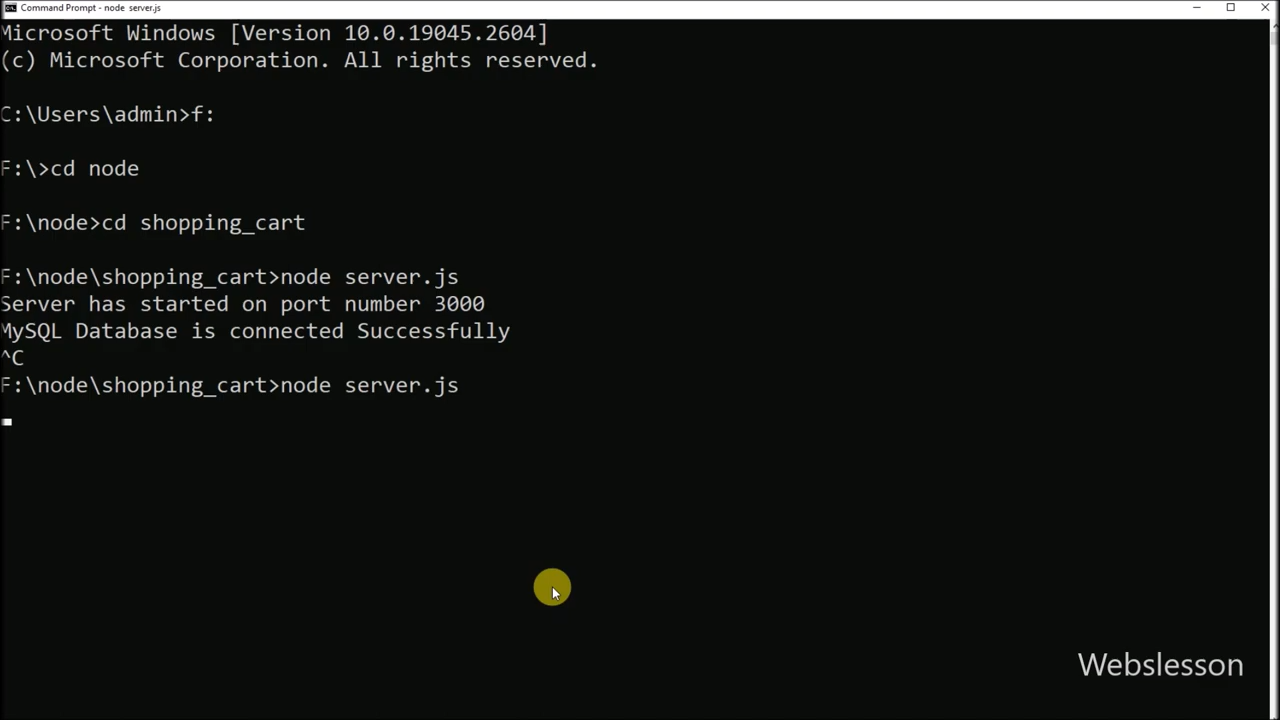 Command Prompt - node server.js
Microsoft Windows [Version 10.0.19045.2604]
(c) Microsoft Corporation. All rights reserved.
C:\Users\admin>f:
F:\>cd node
F:\node>cd shopping_cart
F:\node\shopping_cart>node server.js
Server has started on port number 3000
MySQL Database is connected Successfully
^C
F:\node\shopping_cart>node server.js
Webslesson